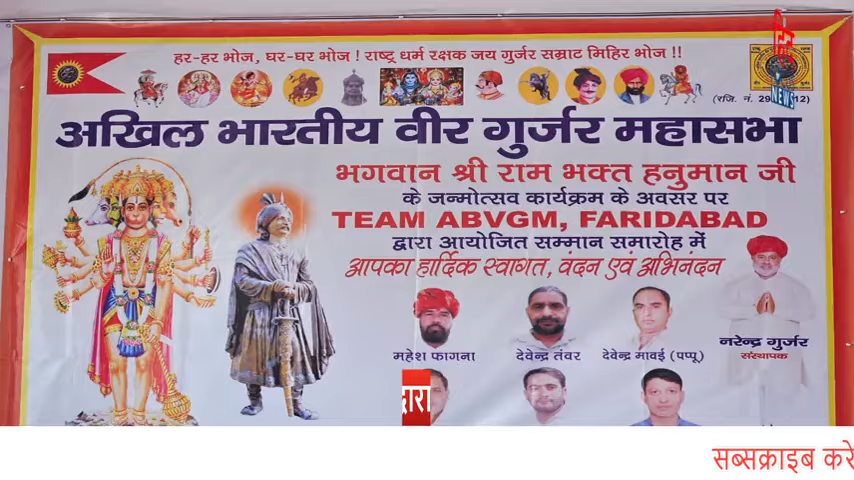 हर-हर भोज, घर-घर भोज ! राष्ट्र धर्म रक्षक जय गुर्जर सम्राट मिहिर भोज !!
NEWS
अखिल भारतीय वीर गुर्जर महासभा
भगवान श्री राम भक्त हनुमान जी
के जन्मोत्सव कार्यक्रम के अवसर पर
TEAM ABVGM, FARIDABAD
द्वारा आयोजित सम्मान समारोह में
आपका हार्दिक स्वागत, वंदन एवं अभिनंदन
महेश फागना देवेन्द्र तंवर देवेन्द्र मावई (पप्पू) नरेन्द्र गुर्जर
संस्थापक
द्वारा
सब्सक्राइब करे